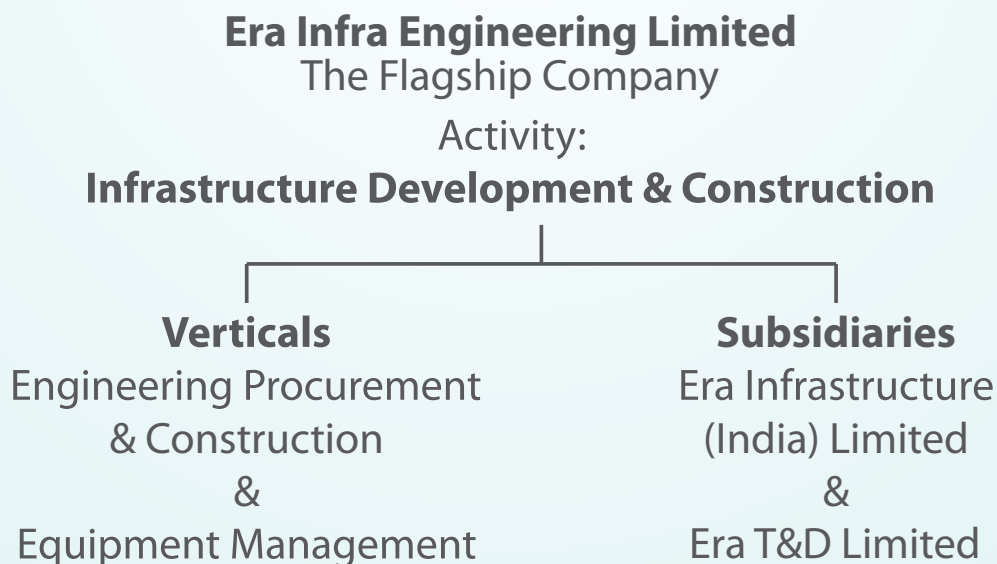 Era Infra Engineering Limited
The Flagship Company
Activity:
Infrastructure Development & Construction
Verticals
Engineering Procurement
& Construction
&
Equipment Management
Subsidiaries
Era Infrastructure
(India) Limited
&
Era T&D Limited